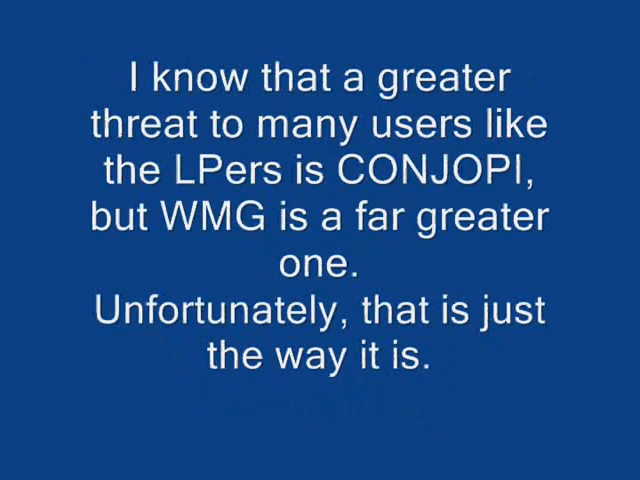 I know that a greater
threat to many users like
the LPers is CONJOPI,
but WMG is a far greater
one.
Unfortunately, that is just
the way it is.